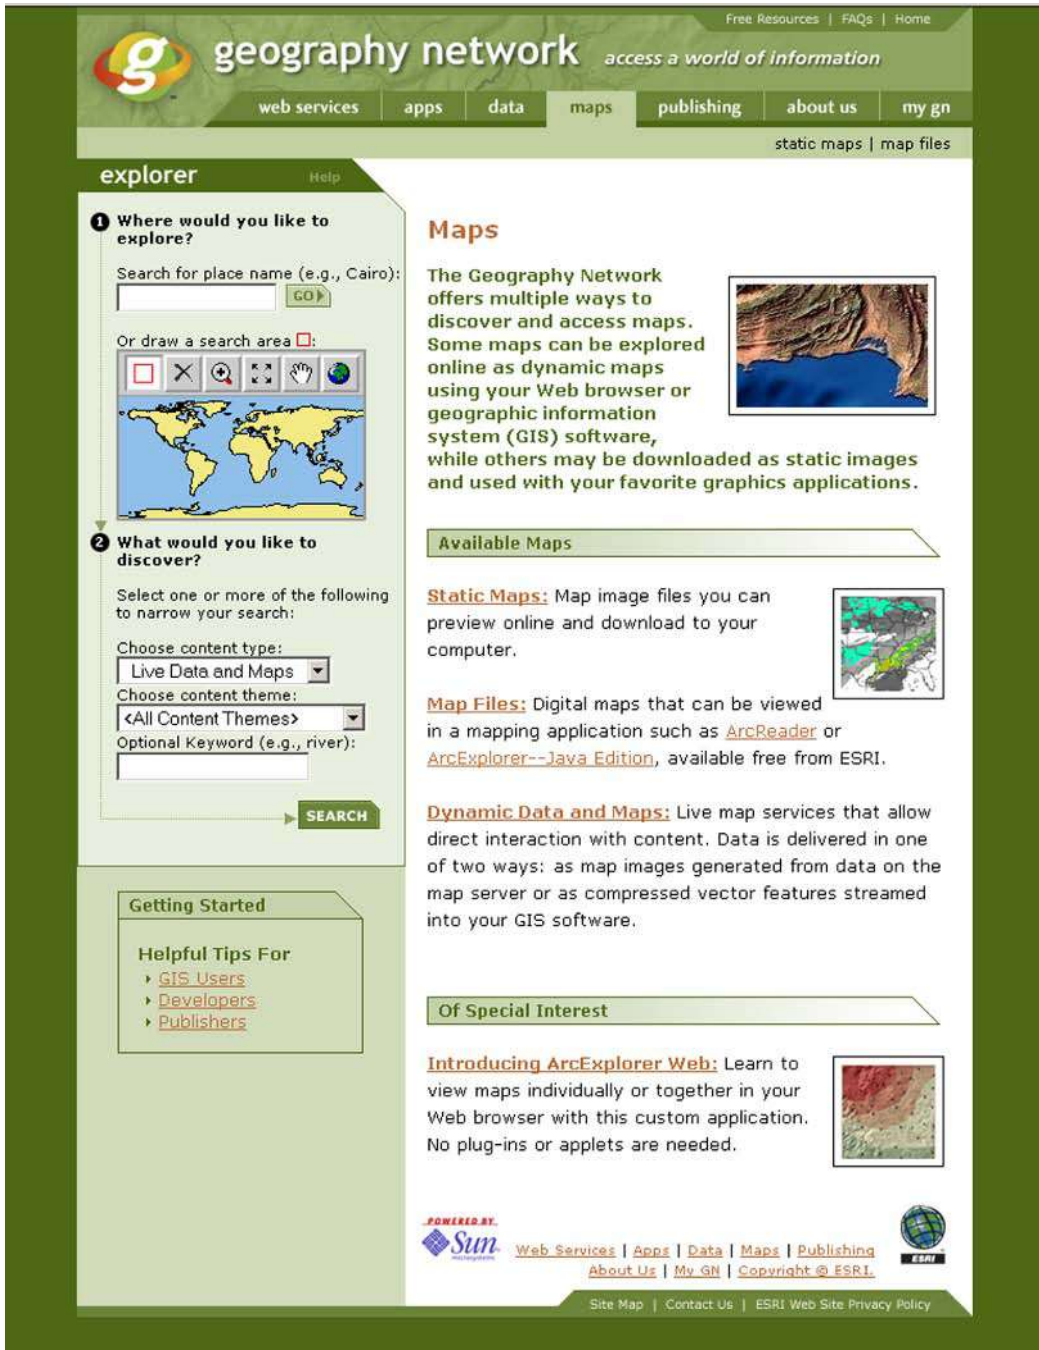 Free Resources | FAQs | Home
g geography network access a world of information
web services apps data maps publishing about us my gn
static maps | map files
explorer Help
1 Where would you like to
explore?
Search for place name (e.g., Cairo):
GO
Or draw a search area :
2 What would you like to
discover?
Select one or more of the following
to narrow your search:
Choose content type:
Live Data and Maps
Choose content theme:
<All Content Themes>
Optional Keyword (e.g., river):
SEARCH
Getting Started
Helpful Tips For
GIS Users
Developers
Publishers
Maps
The Geography Network
offers multiple ways to
discover and access maps.
Some maps can be explored
online as dynamic maps
using your Web browser or
geographic information
system (GIS) software,
while others may be downloaded as static images
and used with your favorite graphics applications.
Available Maps
Static Maps: Map image files you can
preview online and download to your
computer.
Map Files: Digital maps that can be viewed
in a mapping application such as ArcReader or
ArcExplorer--Java Edition, available free from ESRI.
Dynamic Data and Maps: Live map services that allow
direct interaction with content. Data is delivered in one
of two ways: as map images generated from data on the
map server or as compressed vector features streamed
into your GIS software.
Of Special Interest
Introducing ArcExplorer Web: Learn to
view maps individually or together in your
Web browser with this custom application.
No plug-ins or applets are needed.
POWERED BY
Sun
microsystems
Web Services | Apps | Data | Maps | Publishing
About Us | My GN | Copyright © ESRI.
ESRI
Site Map | Contact Us | ESRI Web Site Privacy Policy